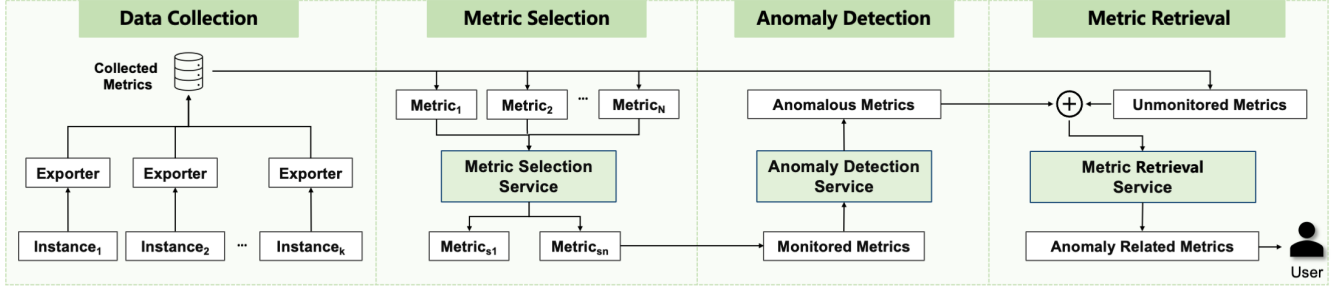 Data Collection
Metric Selection
Anomaly Detection
Metric Retrieval
Collected
Metrics
Metric1
Metric2
...
MetricN
Anomalous Metrics
Unmonitored Metrics
Exporter
Exporter
Exporter
Metric Selection
Service
Anomaly Detection
Service
Metric Retrieval
Service
Instance1
Instance2
...
Instancek
Metrics1
Metricsn
Monitored Metrics
Anomaly Related Metrics
User